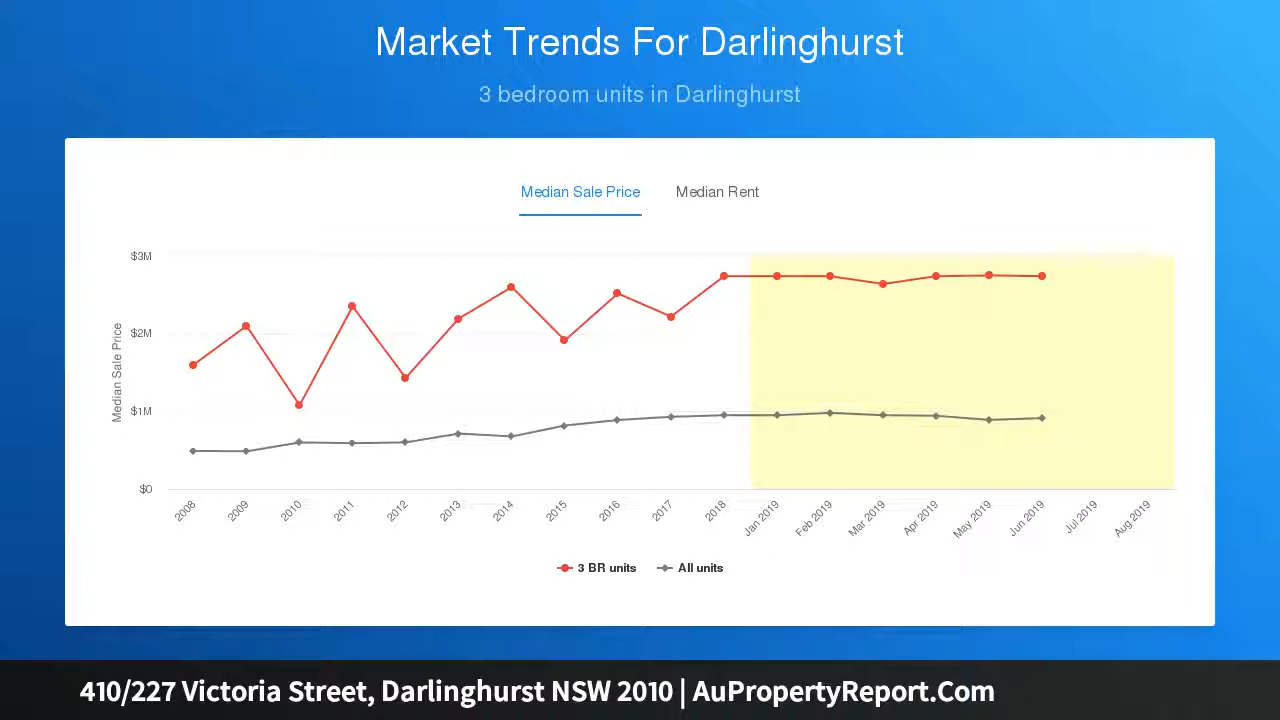 Market Trends For Darlinghurst
3 bedroom units in Darlinghurst
Median Sale Price Median Rent
$3M
$2M
$1M
$0
Median Sale Price
2008 2009 2010 2011 2012 2013 2014 2015 2016 2017 2018 Jan 2019 Feb 2019 Mar 2019 Apr 2019 May 2019 Jun 2019 Jul 2019 Aug 2019
3 BR units All units
410/227 Victoria Street, Darlinghurst NSW 2010 | AuPropertyReport.Com